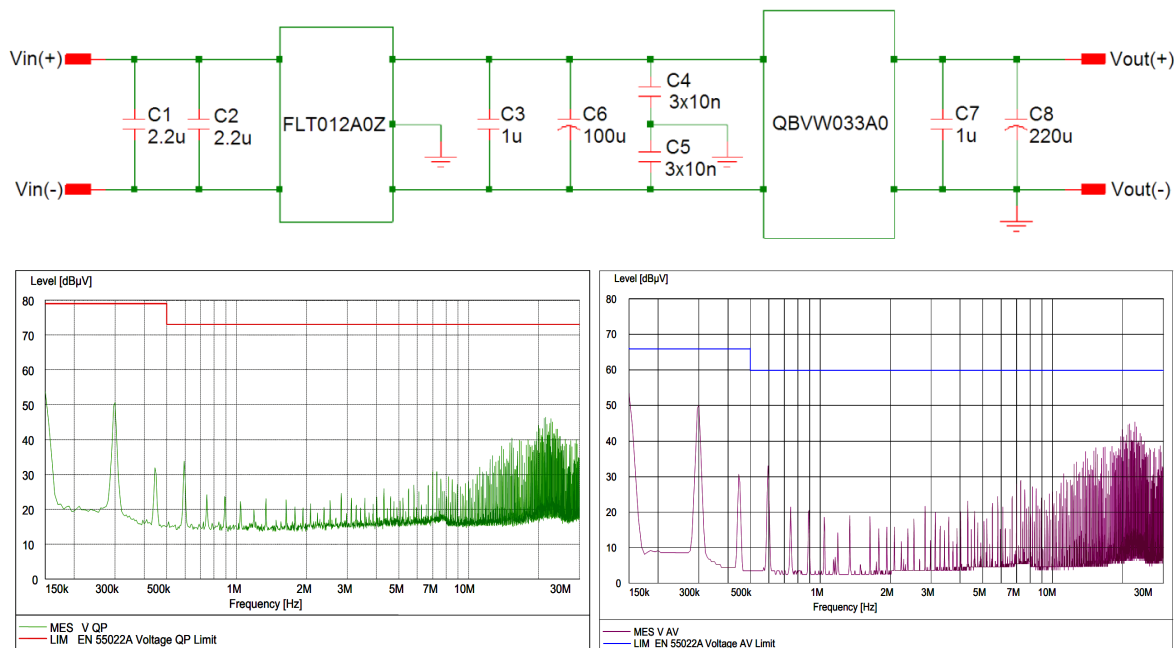 Vin(+)
Vin(-)
C1
2.2u
C2
2.2u
FLT012A0Z
C3
1u
C6
100u
C4
3x10n
C5
3x10n
QBVW033A0
C7
1u
C8
220u
Vout(+)
Vout(-)
Level [dBµV]
80
70
60
50
40
30
20
10
0
150k 300k 500k 1M 2M 3M 5M 7M 10M 30M
Frequency [Hz]
MES V QP
LIM EN 55022A Voltage QP Limit
Level [dBµV]
80
70
60
50
40
30
20
10
0
150k 300k 500k 1M 2M 3M 5M 7M 10M 30M
Frequency [Hz]
MES V AV
LIM EN 55022A Voltage AV Limit